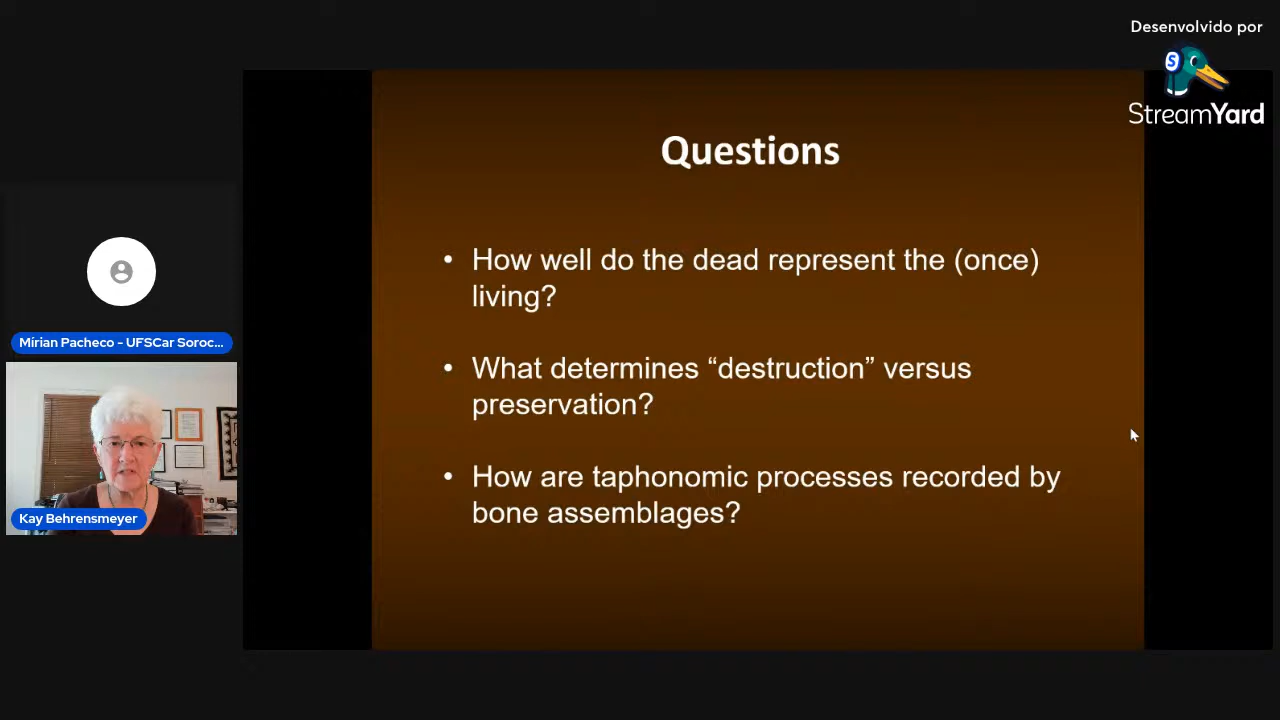 Desenvolvido por
StreamYard
Questions
• How well do the dead represent the (once)
living?
• What determines “destruction” versus
preservation?
• How are taphonomic processes recorded by
bone assemblages?
Mírian Pacheco - UFSCar Soroc...
Kay Behrensmeyer